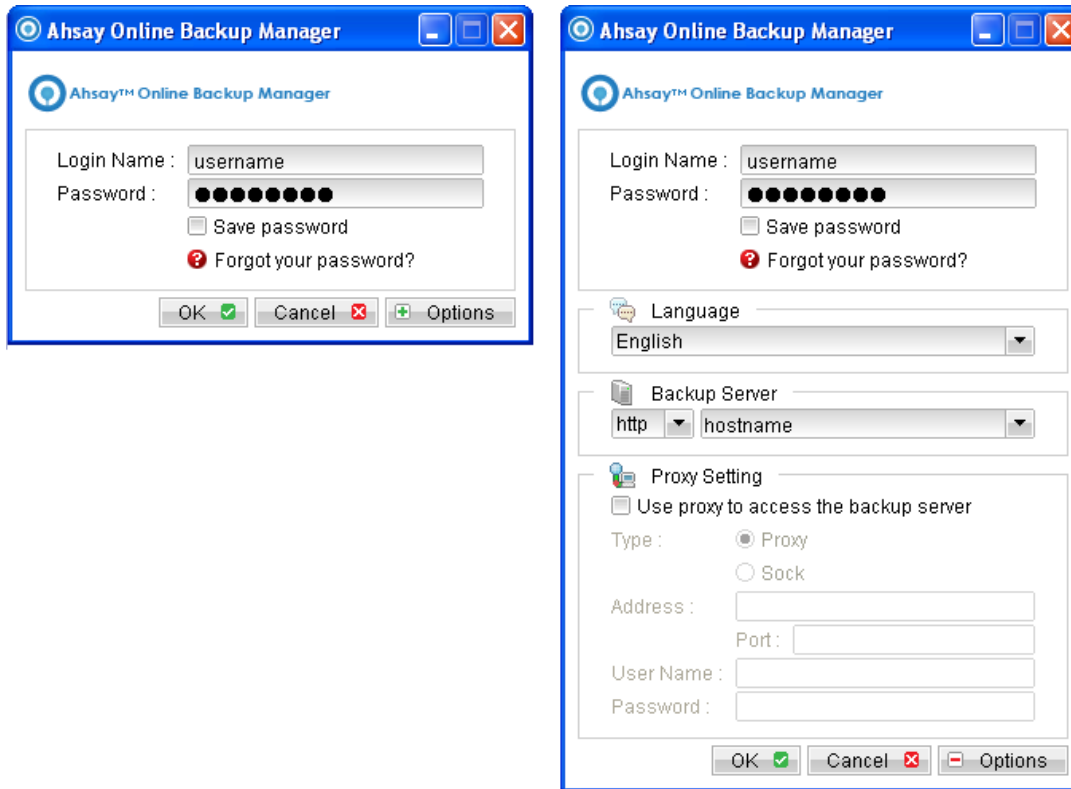 Ahsay Online Backup Manager
Ahsay™ Online Backup Manager
Login Name : username
Password : ●●●●●●●●
Save password
Forgot your password?
OK Cancel Options
Ahsay Online Backup Manager
Ahsay™ Online Backup Manager
Login Name : username
Password : ●●●●●●●●
Save password
Forgot your password?
Language
English
Backup Server
http hostname
Proxy Setting
Use proxy to access the backup server
Type : Proxy
Sock
Address :
Port :
User Name :
Password :
OK Cancel Options